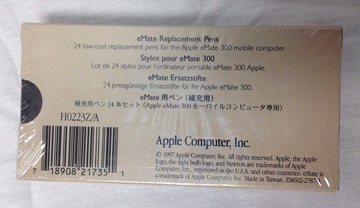 eMate Replacement Pens
24 low-cost replacement pens for the Apple eMate 300 mobile computer.
Stylos pour eMate 300
Lot de 24 stylos pour l'ordinateur portable eMate 300 Apple.
eMate Ersatzstifte
24 preisgünstige Ersatzstifte für Ihr Apple eMate 300.
eMate 用ペン (補充用)
補充用ペン 24 本セット (Apple eMate 300 モーバイルコンピュータ専用)
H0223Z/A
7 18908 21735 1
Apple Computer, Inc.
© 1997 Apple Computer, Inc. All rights reserved. Apple, the Apple
logo, the light bulb logo, and Newton are trademarks of Apple
Computer, Inc., registered in the U.S.A. and other countries. eMate is
a trademark of Apple Computer, Inc. Made in Taiwan. Z34602-2787